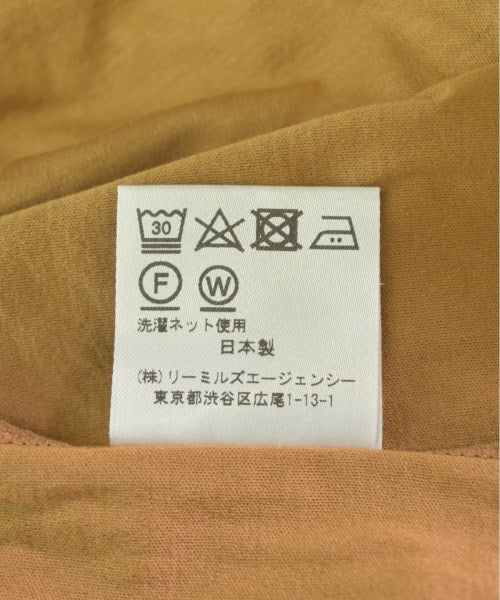 30
F W
洗濯ネット使用
日本製
(株)リーミルズエージェンシー
東京都渋谷区広尾1-13-1